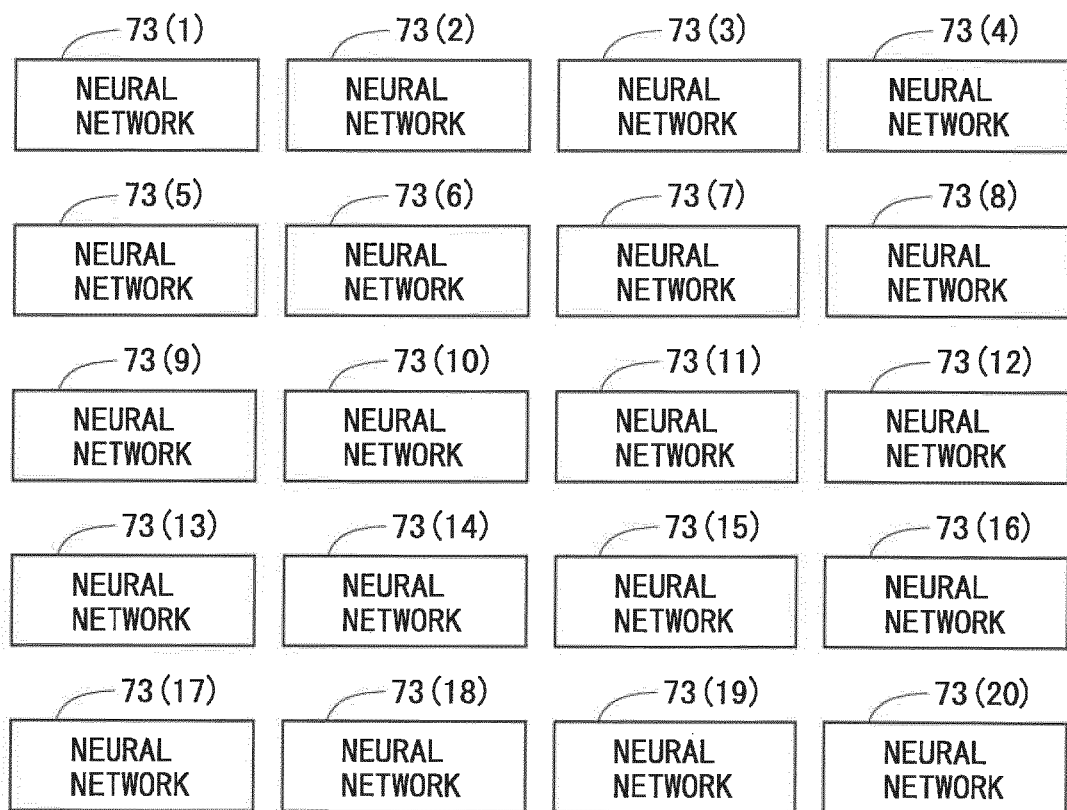 73(1) 73(2) 73(3) 73(4)
NEURAL NEURAL NEURAL NEURAL
NETWORK NETWORK NETWORK NETWORK
73(5) 73(6) 73(7) 73(8)
NEURAL NEURAL NEURAL NEURAL
NETWORK NETWORK NETWORK NETWORK
73(9) 73(10) 73(11) 73(12)
NEURAL NEURAL NEURAL NEURAL
NETWORK NETWORK NETWORK NETWORK
73(13) 73(14) 73(15) 73(16)
NEURAL NEURAL NEURAL NEURAL
NETWORK NETWORK NETWORK NETWORK
73(17) 73(18) 73(19) 73(20)
NEURAL NEURAL NEURAL NEURAL
NETWORK NETWORK NETWORK NETWORK